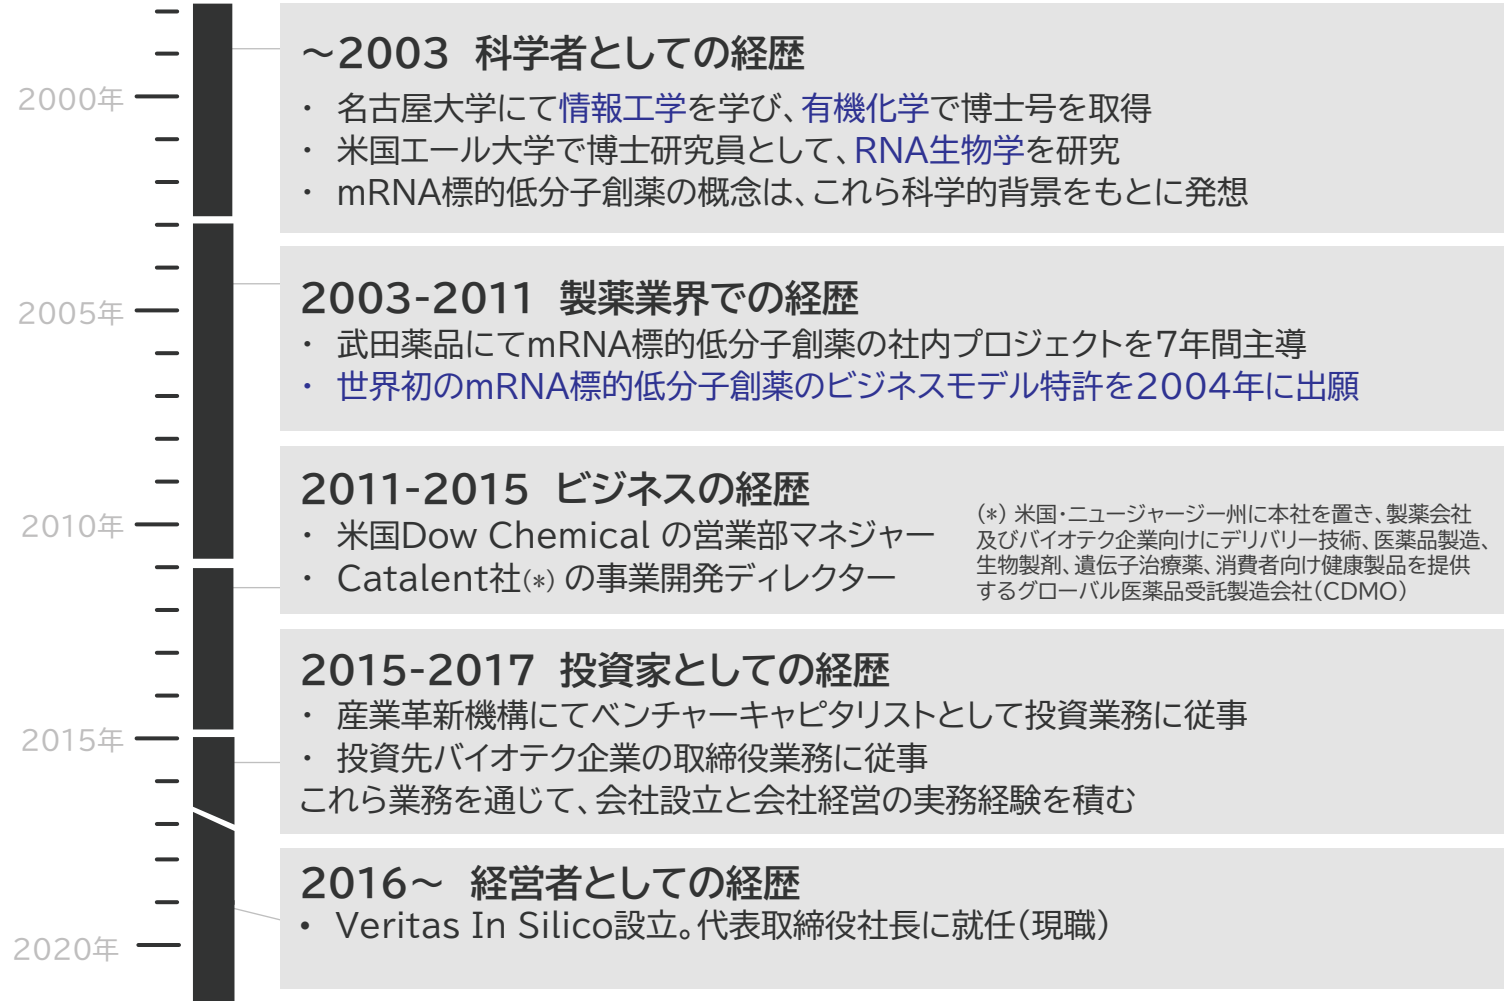 ～2003 科学者としての経歴
2000年
・ 名古屋大学にて情報工学を学び、有機化学で博士号を取得
・ 米国エール大学で博士研究員として、RNA生物学を研究
・ mRNA標的低分子創薬の概念は、これら科学的背景をもとに発想
2003-2011 製薬業界での経歴
2005年
・ 武田薬品にてmRNA標的低分子創薬の社内プロジェクトを7年間主導
・ 世界初のmRNA標的低分子創薬のビジネスモデル特許を2004年に出願
2011-2015 ビジネスの経歴
2010年
・ 米国Dow Chemical の営業部マネジャー
・ Catalent社(*) の事業開発ディレクター
(*) 米国・ニュージャージー州に本社を置き、製薬会社
及びバイオテク企業向けにデリバリー技術、医薬品製造、
生物製剤、遺伝子治療薬、消費者向け健康製品を提供
するグローバル医薬品受託製造会社(CDMO)
2015-2017 投資家としての経歴
・ 産業革新機構にてベンチャーキャピタリストとして投資業務に従事
2015年
・ 投資先バイオテク企業の取締役業務に従事
これら業務を通じて、会社設立と会社経営の実務経験を積む
2016～ 経営者としての経歴
• Veritas In Silico設立。代表取締役社長に就任(現職)
2020年